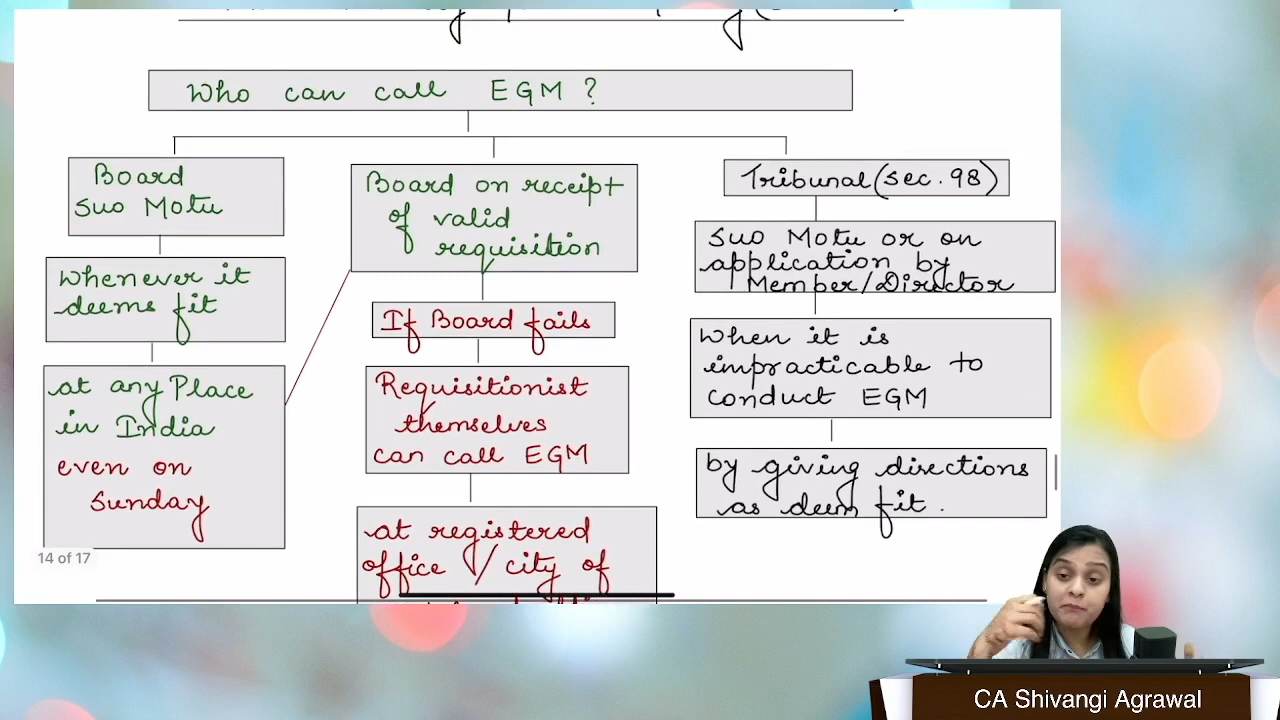 Who can call EGM?
Board
Suo Motu
Whenever it
deems fit
at any Place
in India
even on
Sunday
Board on receipt
of valid
requisition
If Board fails
Requisitionist
themselves
can call EGM
at registered
office / city of
Tribunal (sec. 98)
Suo Motu or on
application by
Member/Director
When it is
impracticable to
conduct EGM
by giving directions
as deem fit.
14 of 17
CA Shivangi Agrawal